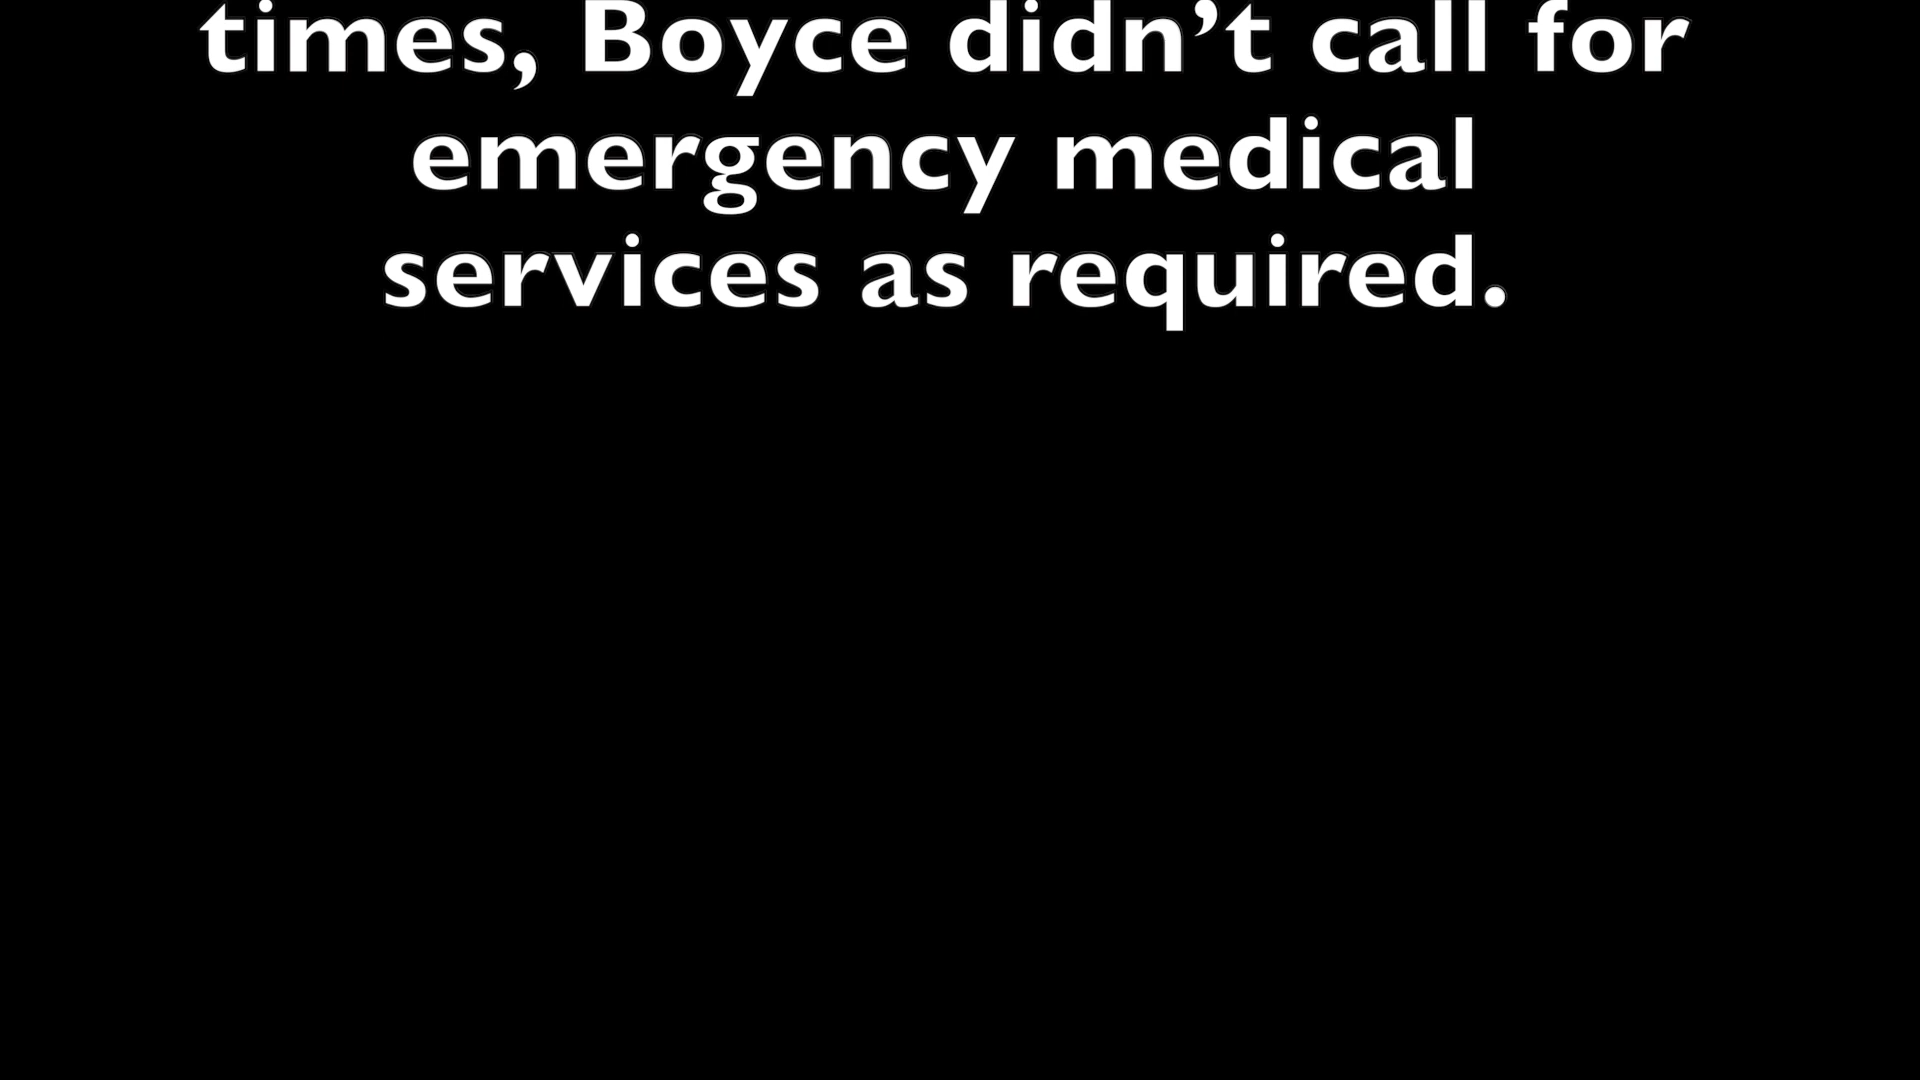 times, Boyce didn’t call for
emergency medical
services as required.